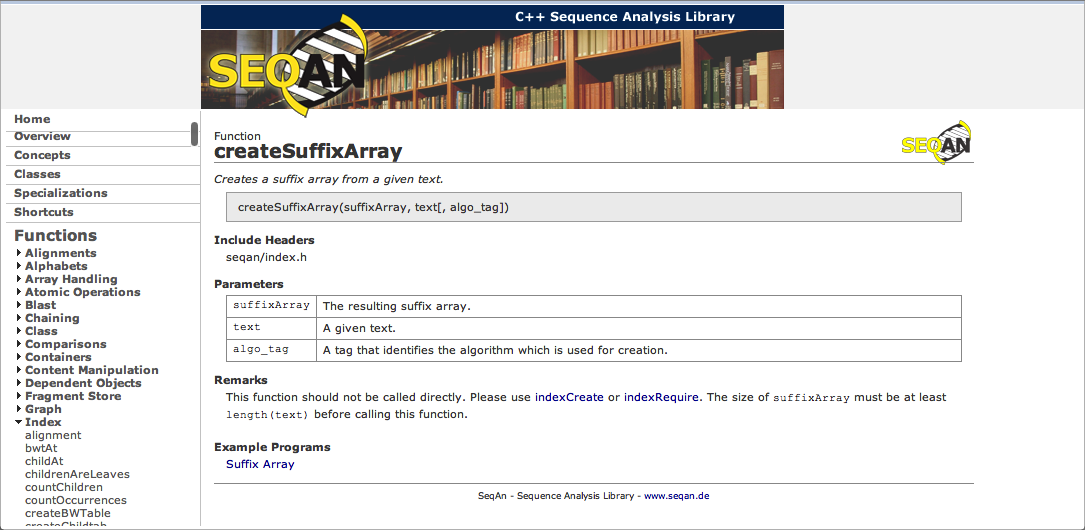 C++ Sequence Analysis Library
SEQAN
Home
Overview
Concepts
Classes
Specializations
Shortcuts
Functions
Alignments
Alphabets
Array Handling
Atomic Operations
Blast
Chaining
Class
Comparisons
Containers
Content Manipulation
Dependent Objects
Fragment Store
Graph
Index
alignment
bwtAt
childAt
childrenAreLeaves
countChildren
countOccurrences
createBWTable
createChildtab
Function
createSuffixArray
SEQAN
Creates a suffix array from a given text.
createSuffixArray(suffixArray, text[, algo_tag])
Include Headers
seqan/index.h
Parameters
suffixArray The resulting suffix array.
text A given text.
algo_tag A tag that identifies the algorithm which is used for creation.
Remarks
This function should not be called directly. Please use indexCreate or indexRequire. The size of suffixArray must be at least
length(text) before calling this function.
Example Programs
Suffix Array
SeqAn - Sequence Analysis Library - www.seqan.de